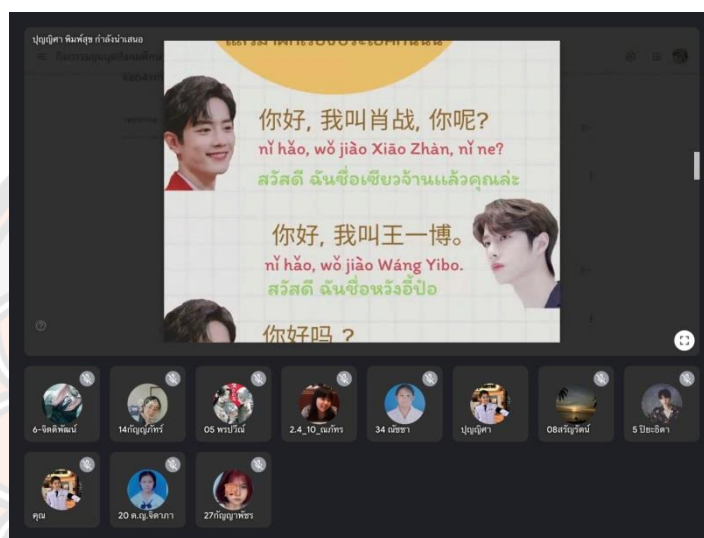 ปุญญิศา พิมพ์สุข กำลังนำเสนอ
你好, 我叫肖战, 你呢?
nǐ hǎo, wǒ jiào Xiāo Zhàn, nǐ ne?
สวัสดี ฉันชื่อเซียวจ้านแล้วคุณล่ะ
你好, 我叫王一博。
nǐ hǎo, wǒ jiào Wáng Yibo.
สวัสดี ฉันชื่อหวังอี้ป๋อ
你好吗 ?
6-จิตติพัฒน์
14กัญญ์ภัทร์
05 พรปวีณ์
2.4_10_ณภัทร
34 ณัชชา
ปุญญิศา
08สวัญรัตน์
5 ปิยะธิดา
คุณ
20 ด.ญ.จิดาภา
27กัญญาพัชร